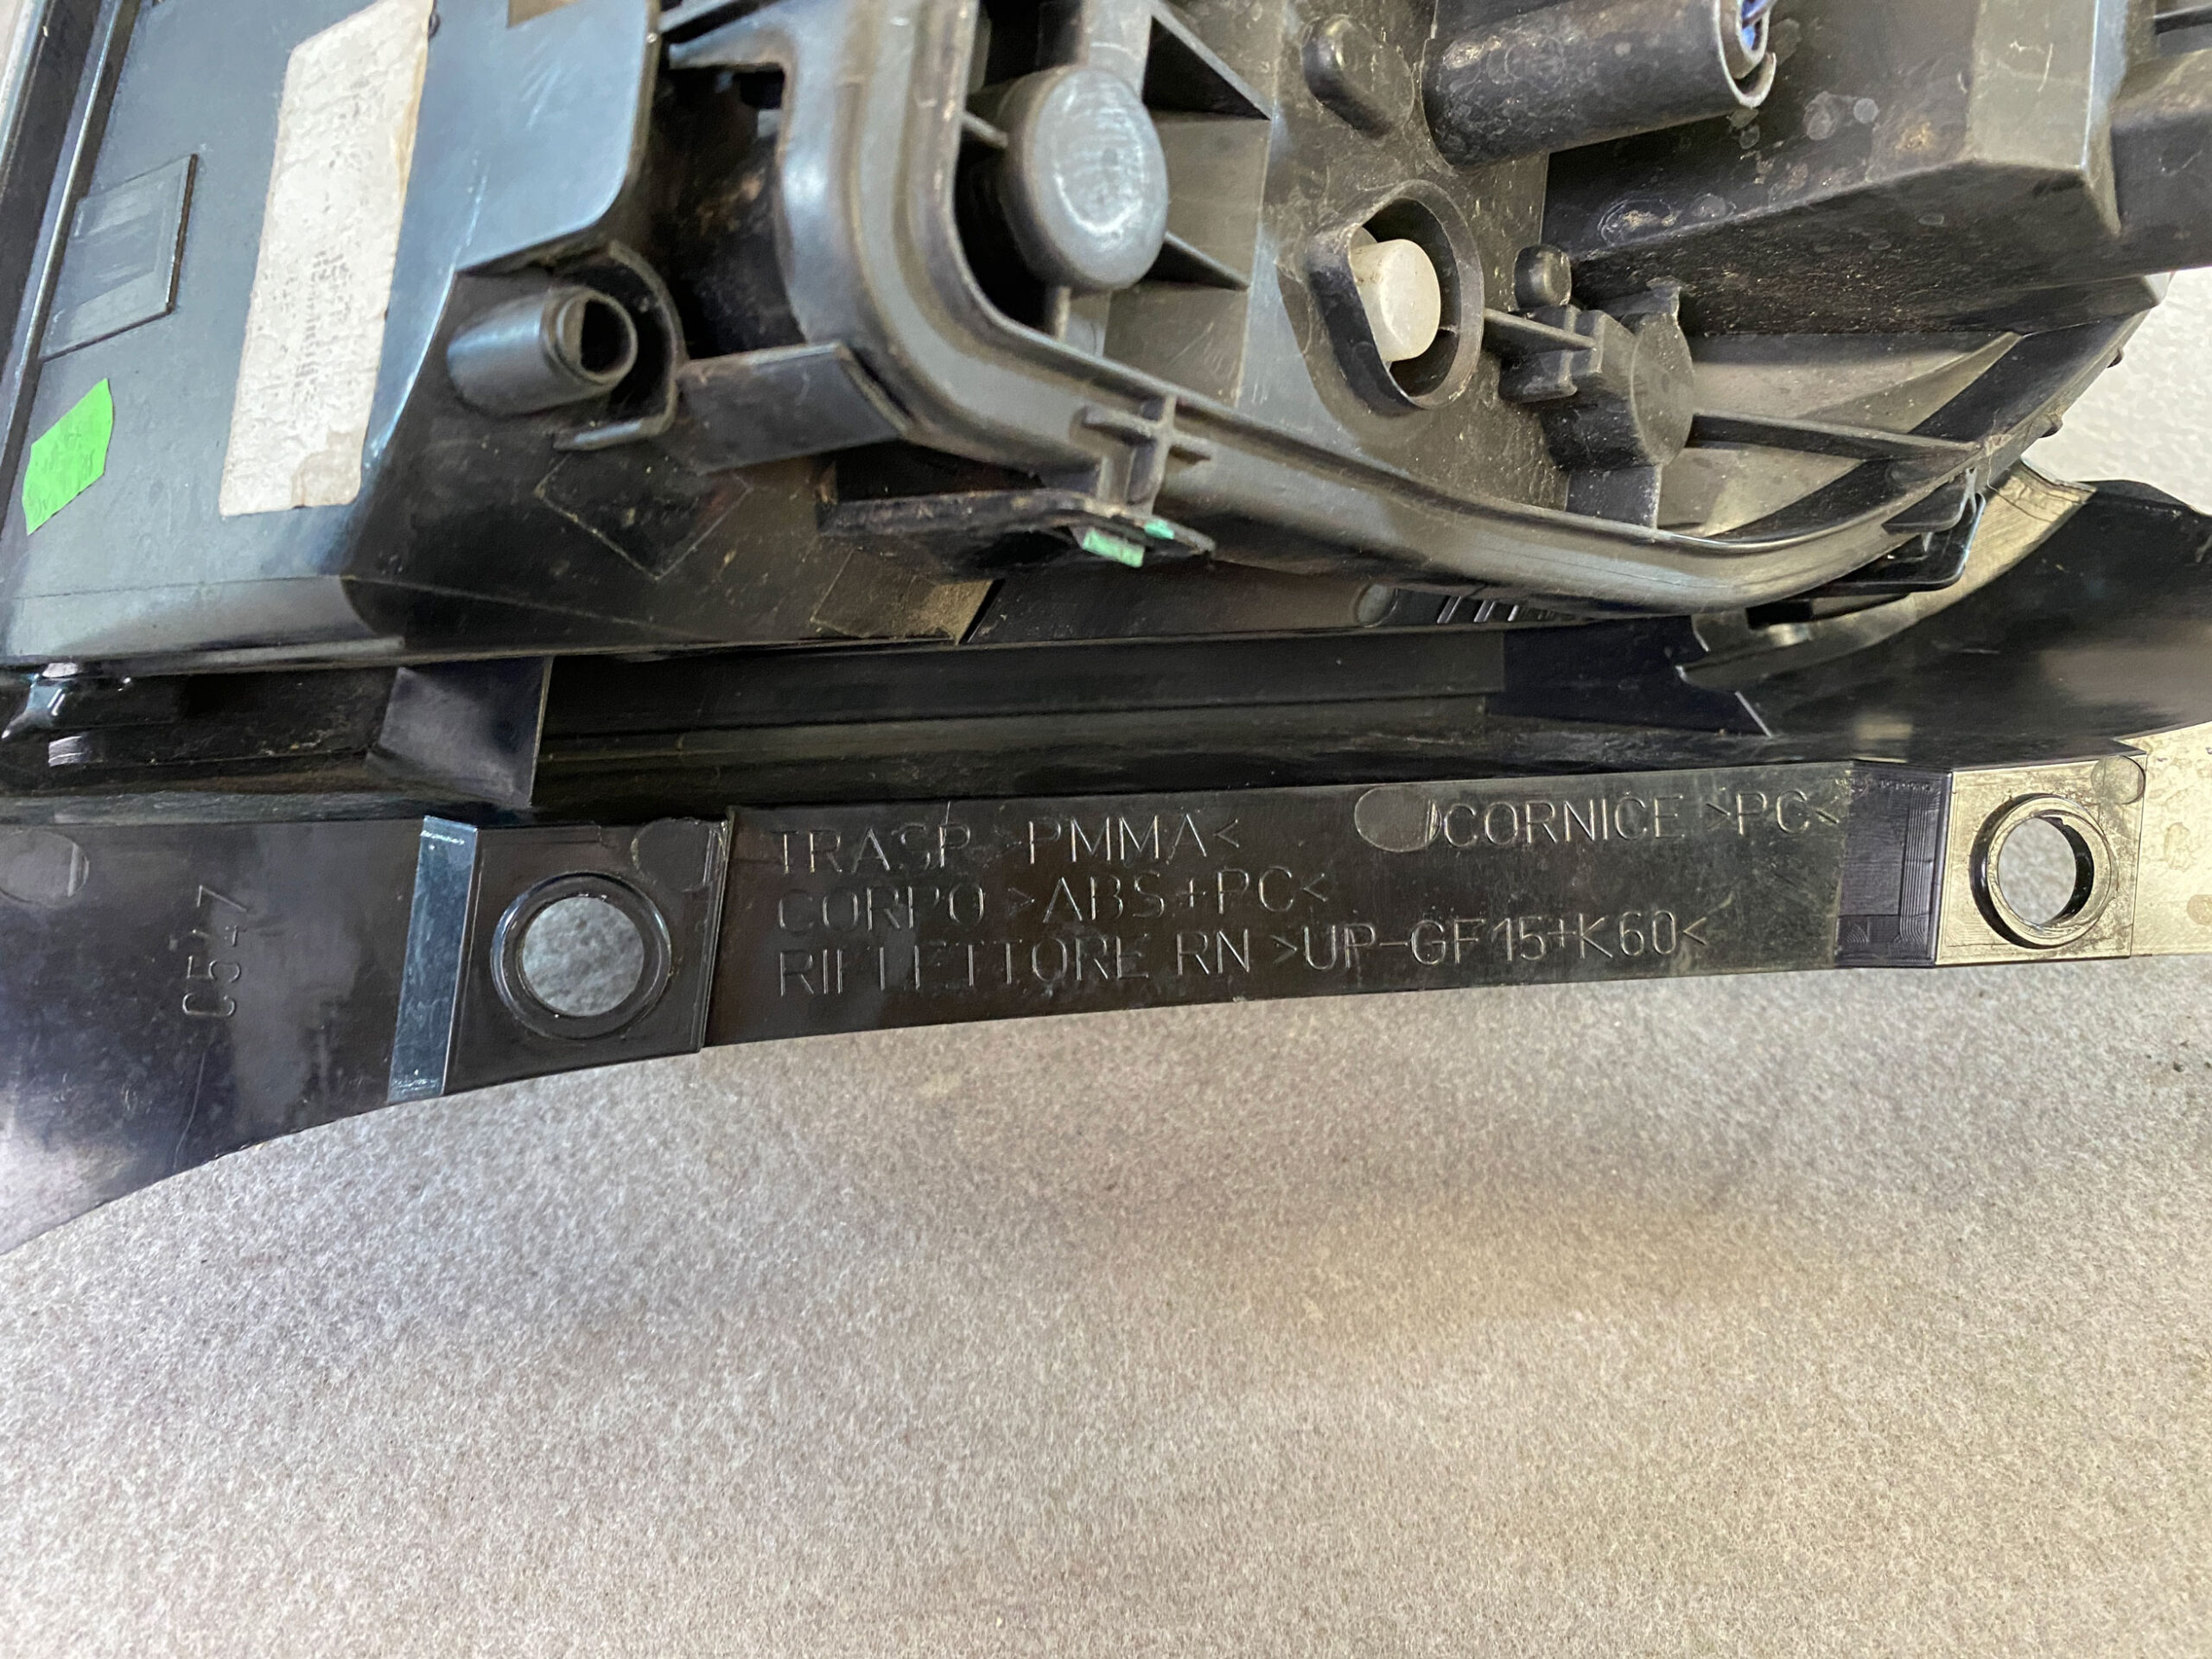 TRASP >PMMA< CORNICE >PC<
CORPO >ABS+PC<
RIFLETTORE RN >UP-GF15+K60<
C547